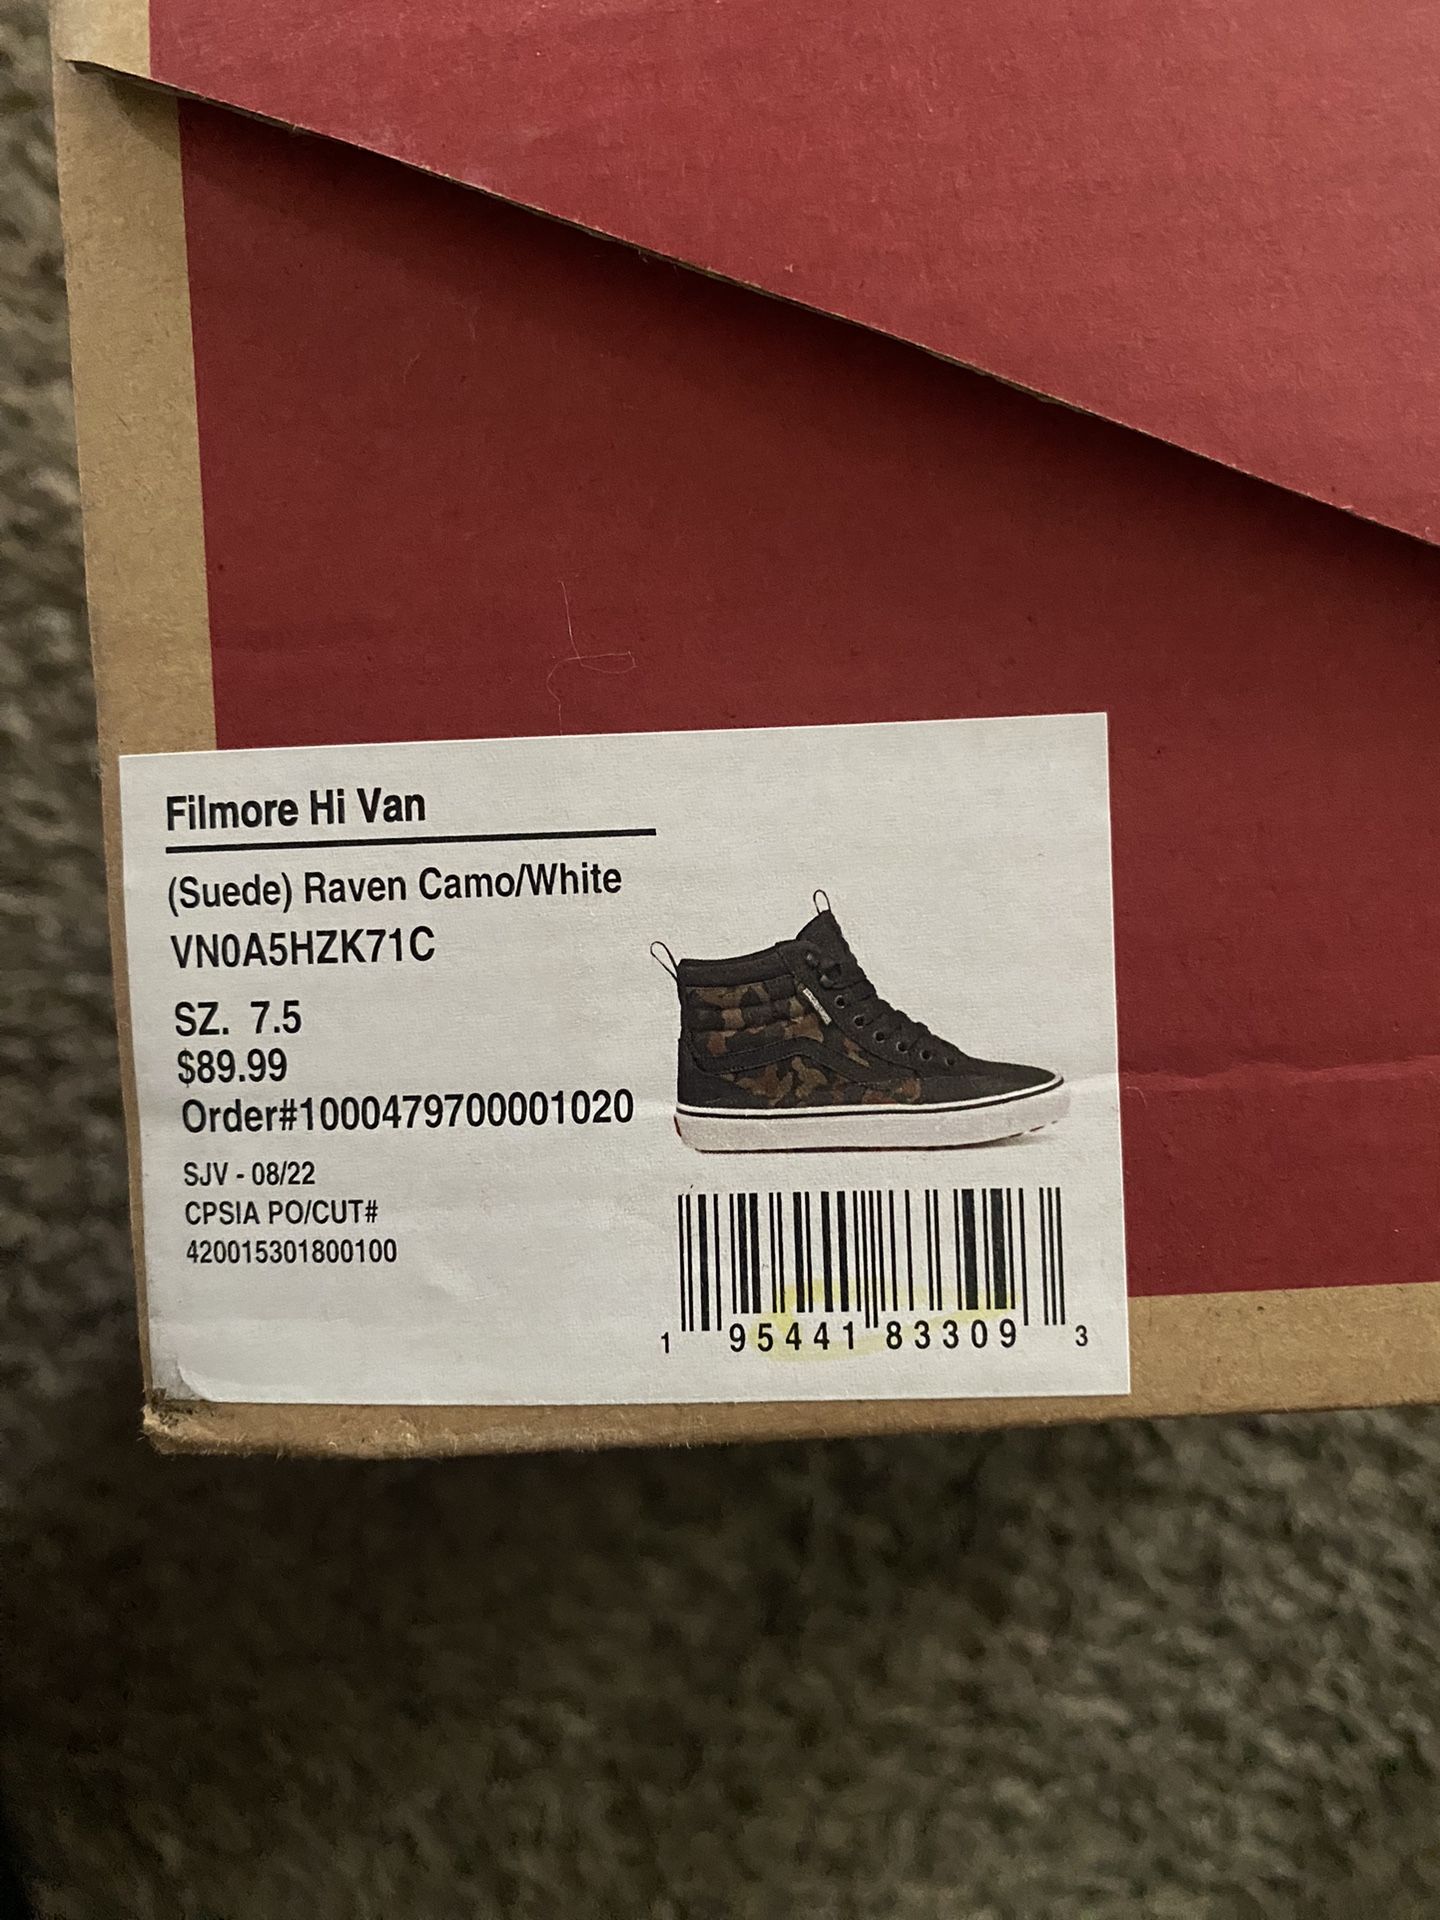 Filmore Hi Van
(Suede) Raven Camo/White
VN0A5HZK71C
SZ. 7.5
$89.99
Order#1000479700001020
SJV - 08/22
CPSIA PO/CUT#
420015301800100
1 95441 83309 3